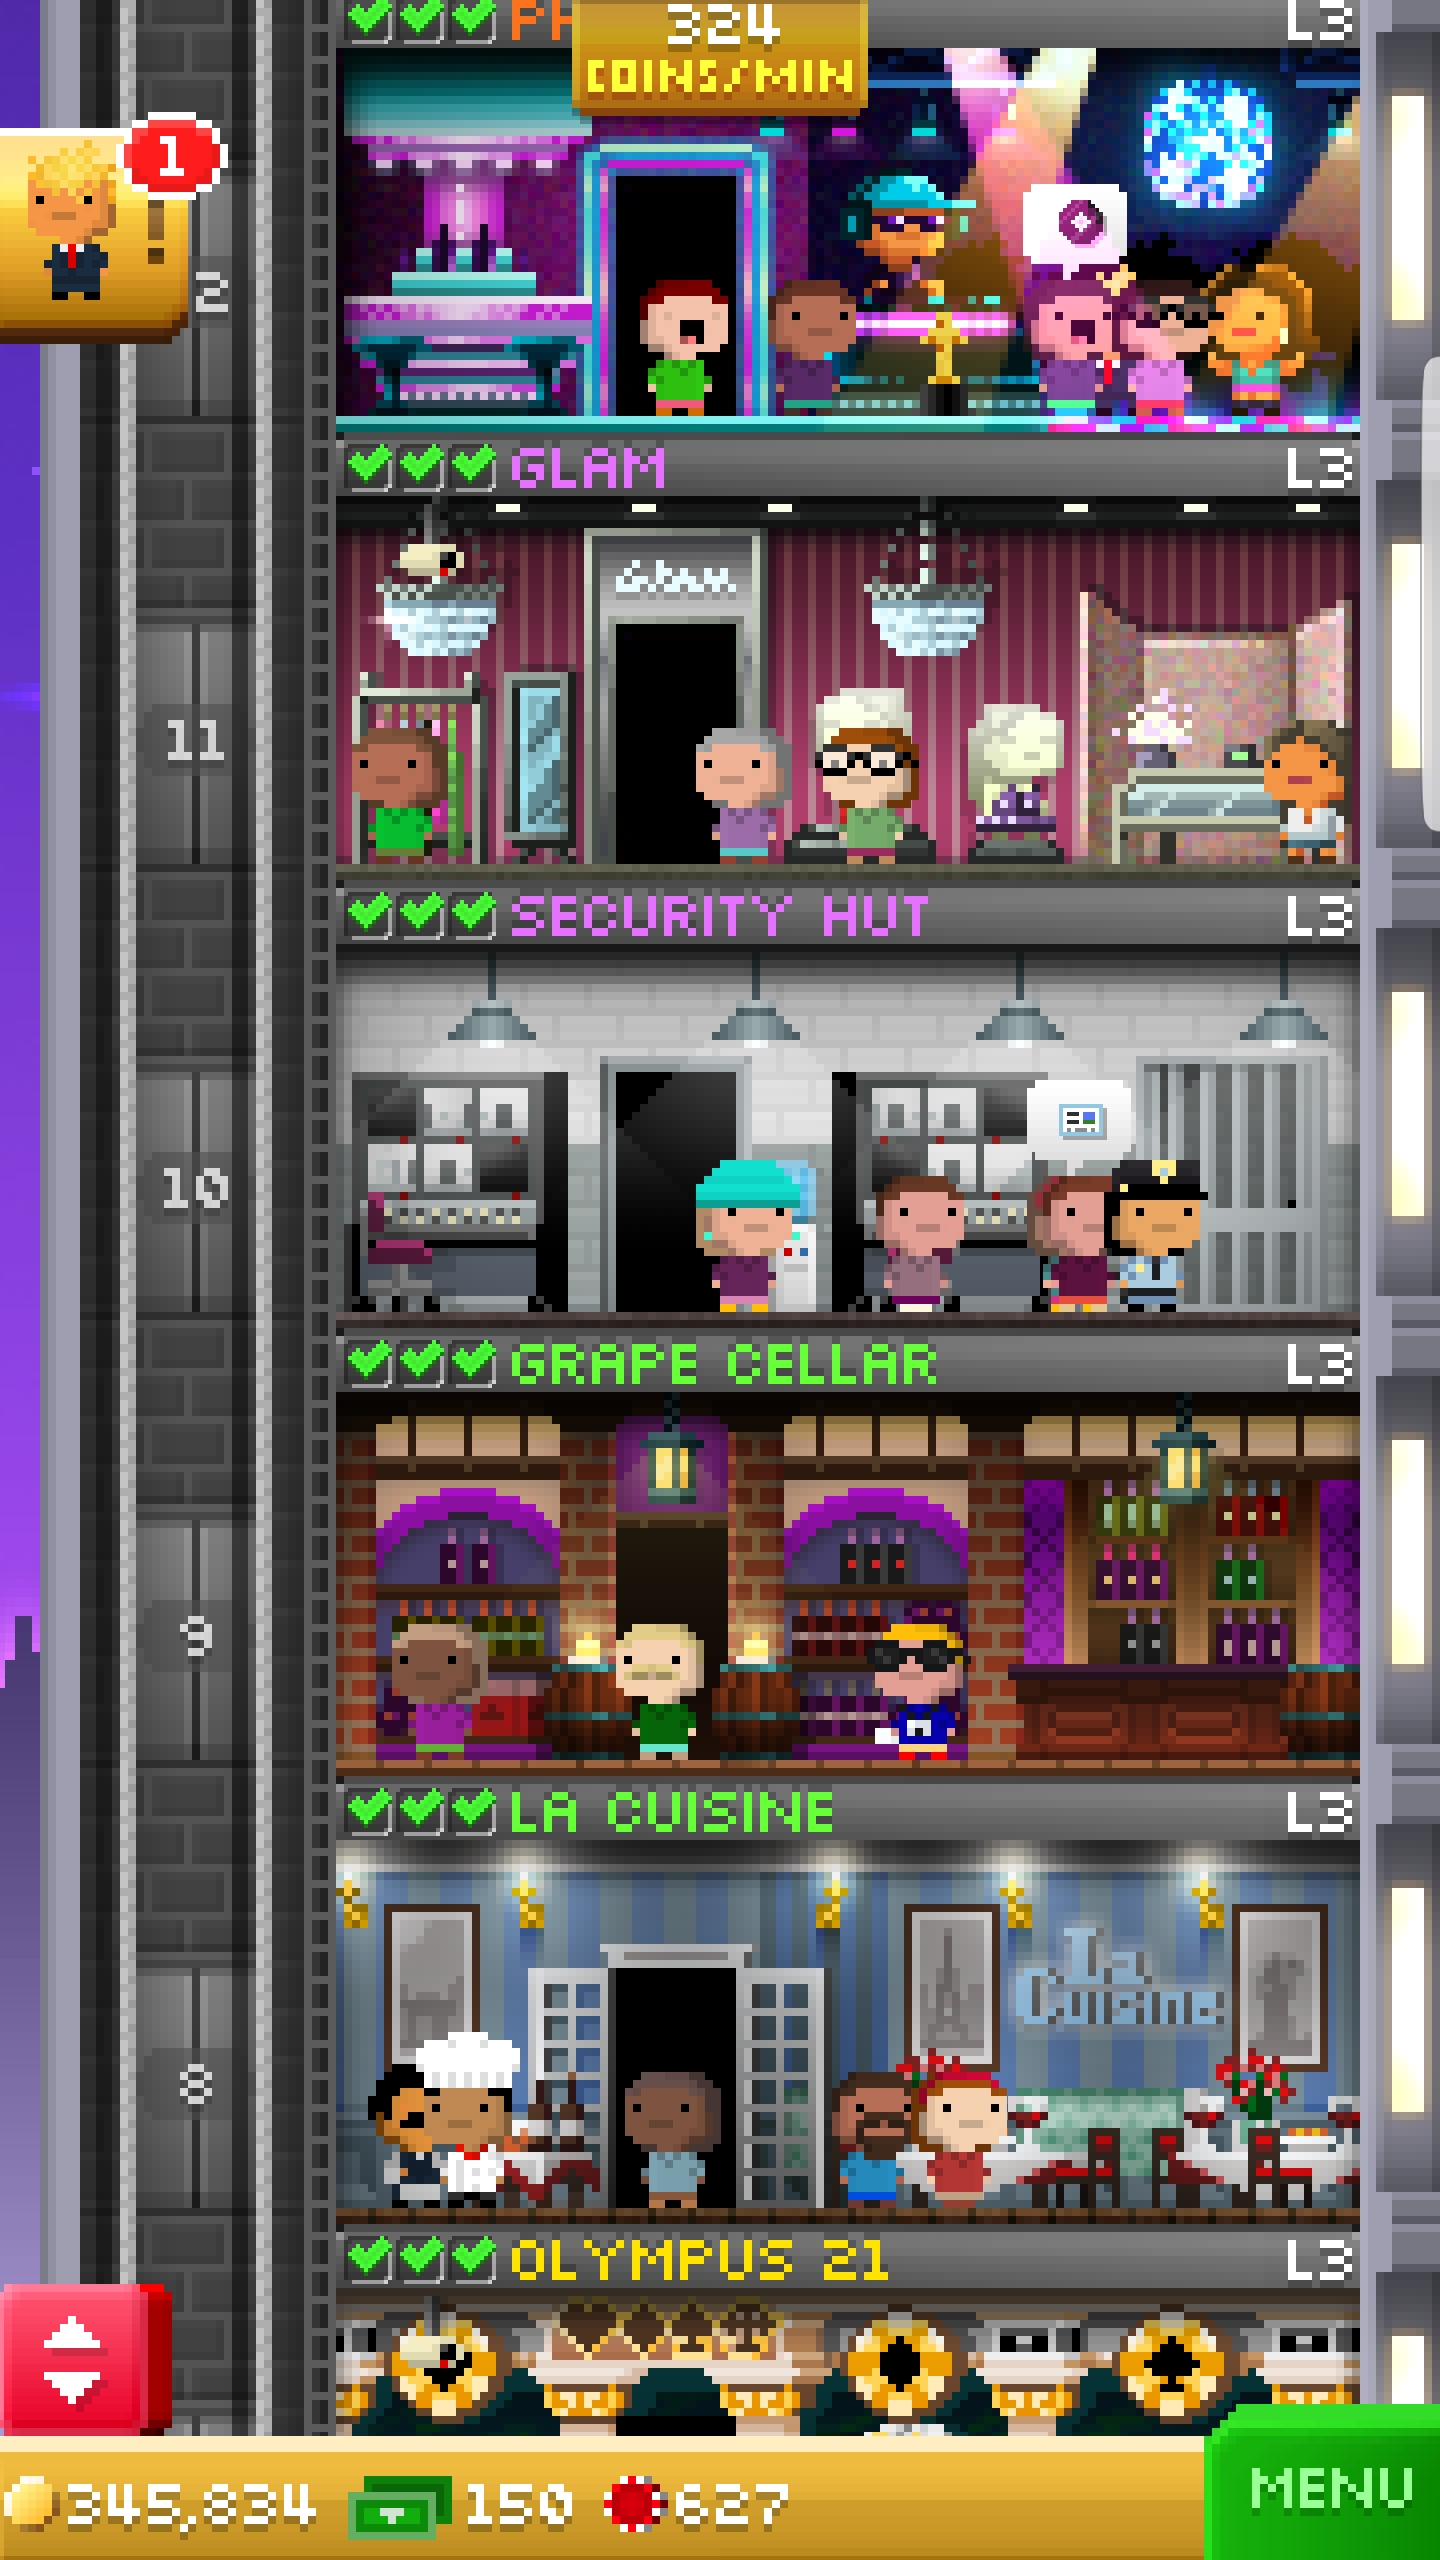 PH
L3
324
COINS/MIN
1
2
GLAM L3
Glam
11
SECURITY HUT L3
10
GRAPE CELLAR L3
9
LA CUISINE L3
La
Cuisine
8
OLYMPUS 21 L3
345,834 150 627
MENU